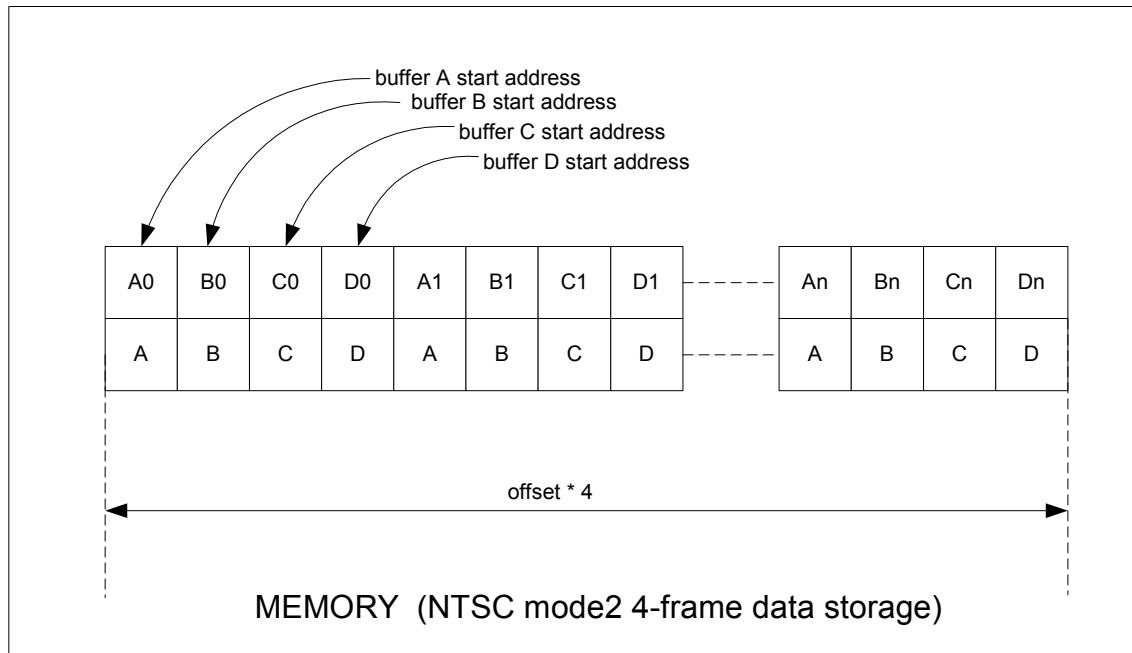 buffer A start address
buffer B start address
buffer C start address
buffer D start address
A0 B0 C0 D0 A1 B1 C1 D1 An Bn Cn Dn
A B C D A B C D A B C D
offset * 4
MEMORY (NTSC mode2 4-frame data storage)